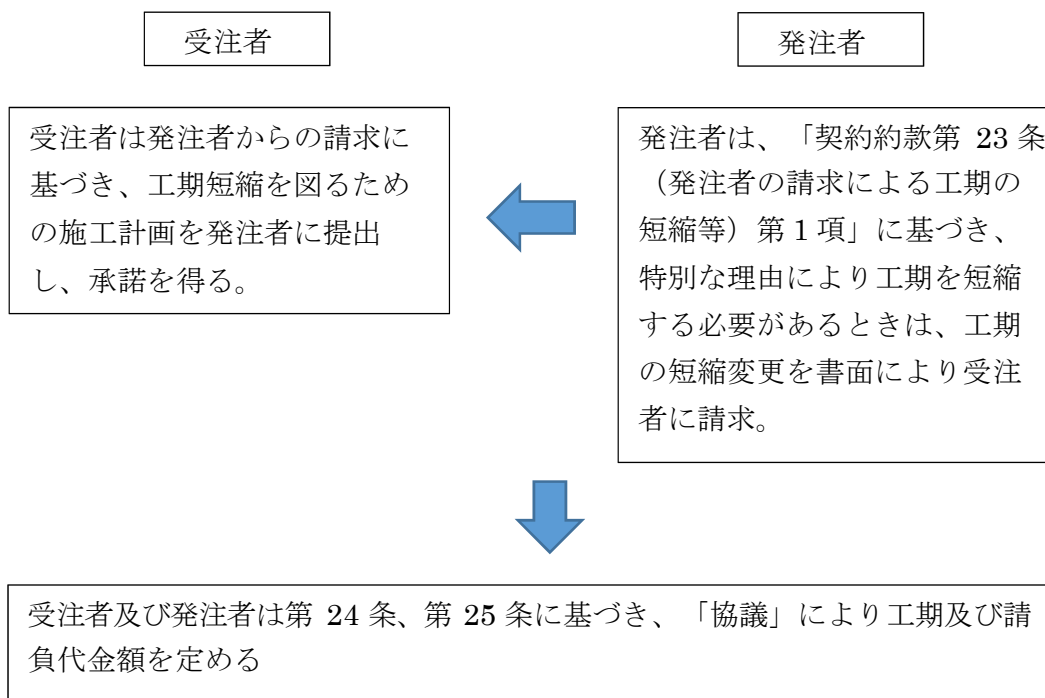 受注者
発注者
受注者は発注者からの請求に
基づき、工期短縮を図るため
の施工計画を発注者に提出
し、承諾を得る。
発注者は、「契約約款第 23 条
（発注者の請求による工期の
短縮等）第 1 項」に基づき、
特別な理由により工期を短縮
する必要があるときは、工期
の短縮変更を書面により受注
者に請求。
受注者及び発注者は第 24 条、第 25 条に基づき、「協議」により工期及び請
負代金額を定める